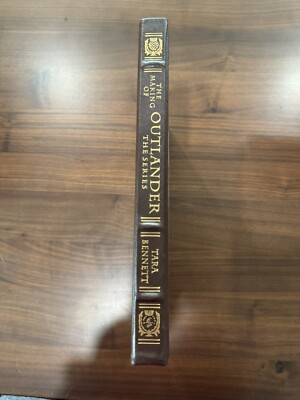 THE
MAKING
OF
OUTLANDER
THE SERIES
TARA
BENNETT